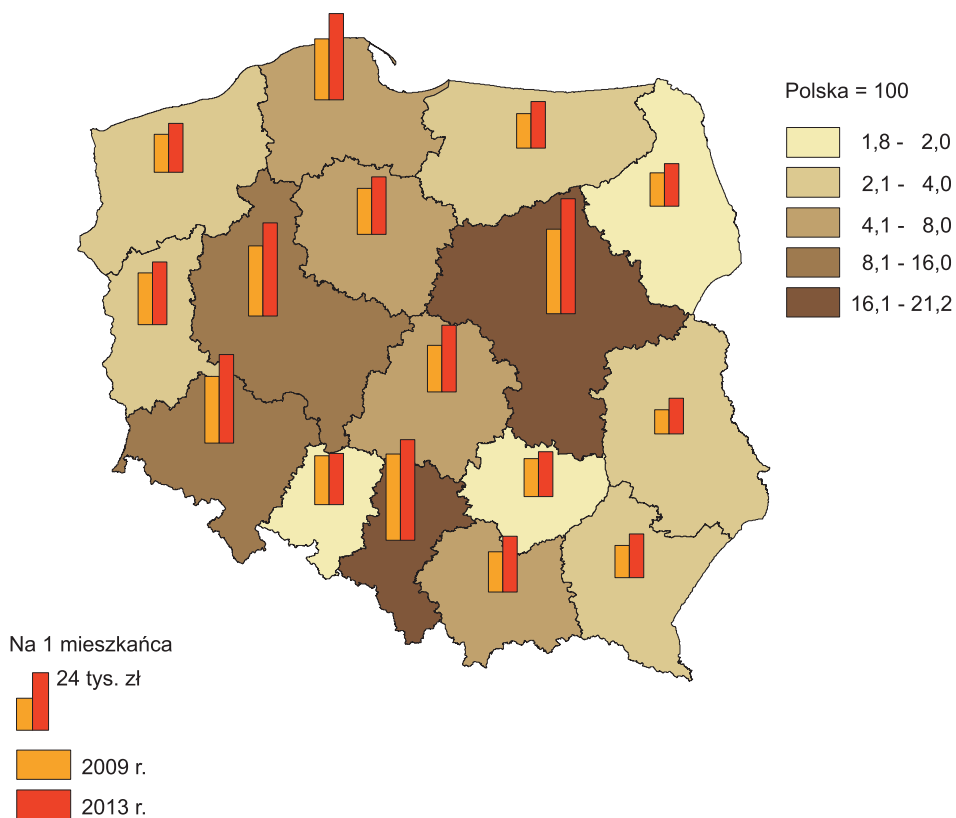 Polska = 100
1,8 - 2,0
2,1 - 4,0
4,1 - 8,0
8,1 - 16,0
16,1 - 21,2
Na 1 mieszkańca
24 tys. zł
2009 r.
2013 r.